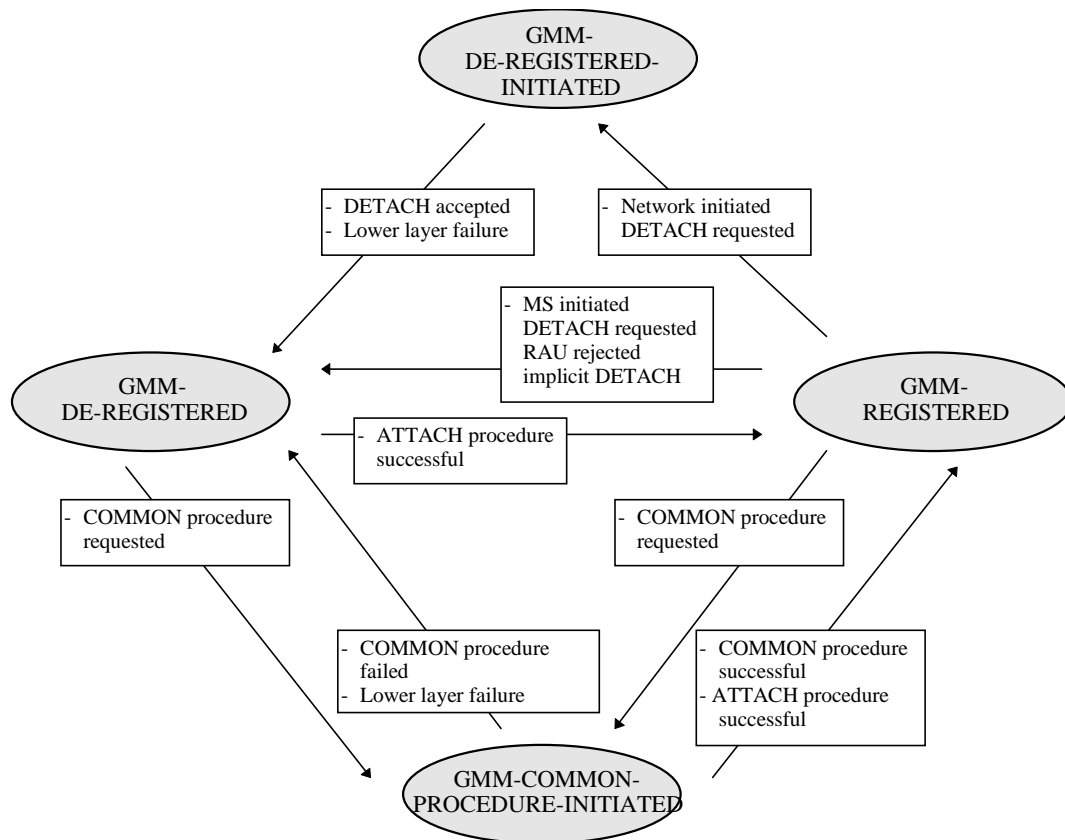 GMM-
DE-REGISTERED-
INITIATED
- DETACH accepted
- Lower layer failure
- Network initiated
DETACH requested
- MS initiated
DETACH requested
RAU rejected
implicit DETACH
GMM-
DE-REGISTERED
GMM-
REGISTERED
- ATTACH procedure
successful
- COMMON procedure
requested
- COMMON procedure
requested
- COMMON procedure
failed
- Lower layer failure
- COMMON procedure
successful
- ATTACH procedure
successful
GMM-COMMON-
PROCEDURE-INITIATED